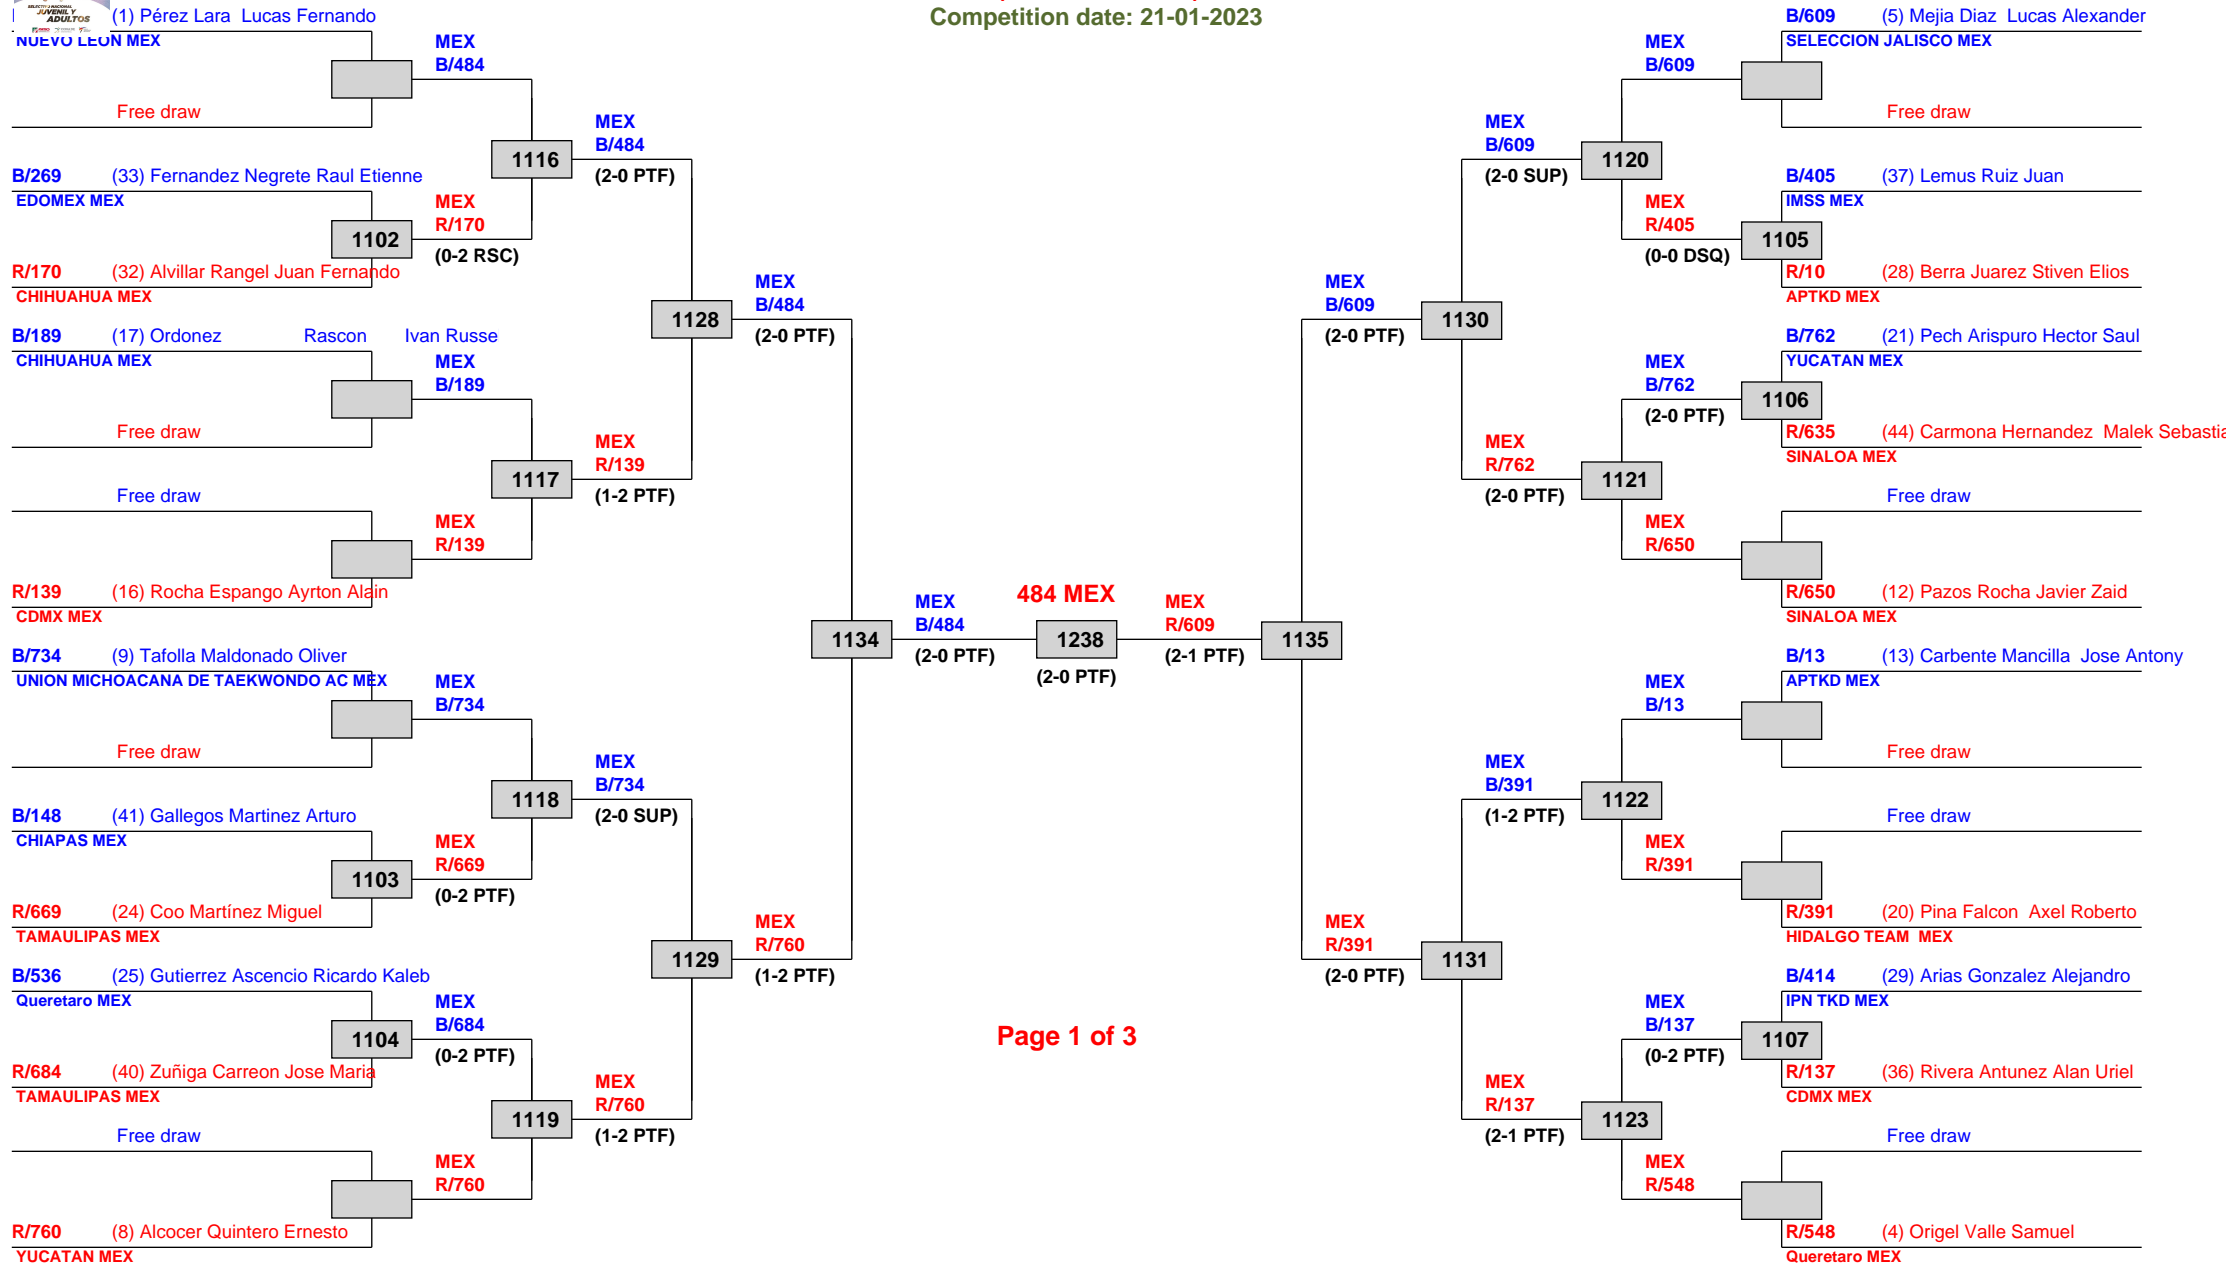 SELECTIVO NACIONAL
JUVENIL Y
ADULTOS
(1) Pérez Lara Lucas Fernando
NUEVO LEON MEX
MEX
B/484
Free draw
1116
MEX
B/484
(2-0 PTF)
B/269 (33) Fernandez Negrete Raul Etienne
EDOMEX MEX
1102
MEX
R/170
(0-2 RSC)
R/170 (32) Alvillar Rangel Juan Fernando
CHIHUAHUA MEX
1128
MEX
B/484
(2-0 PTF)
B/189 (17) Ordonez Rascon Ivan Russe
CHIHUAHUA MEX
MEX
B/189
Free draw
1117
MEX
R/139
(1-2 PTF)
Free draw
MEX
R/139
R/139 (16) Rocha Espango Ayrton Alain
CDMX MEX
1134
MEX
B/484
(2-0 PTF)
B/734 (9) Tafolla Maldonado Oliver
UNION MICHOACANA DE TAEKWONDO AC MEX
MEX
B/734
Free draw
1118
MEX
B/734
(2-0 SUP)
B/148 (41) Gallegos Martinez Arturo
CHIAPAS MEX
1103
MEX
R/669
(0-2 PTF)
R/669 (24) Coo Martínez Miguel
TAMAULIPAS MEX
1129
MEX
R/760
(1-2 PTF)
B/536 (25) Gutierrez Ascencio Ricardo Kaleb
Queretaro MEX
1104
MEX
B/684
(0-2 PTF)
R/684 (40) Zuñiga Carreon Jose Maria
TAMAULIPAS MEX
1119
MEX
R/760
(1-2 PTF)
Free draw
MEX
R/760
R/760 (8) Alcocer Quintero Ernesto
YUCATAN MEX
Competition date: 21-01-2023
484 MEX
1238
(2-0 PTF)
Page 1 of 3
MEX
R/609
(2-1 PTF)
1135
MEX
B/609
(2-0 PTF)
1130
MEX
B/609
(2-0 SUP)
1120
MEX
B/609
B/609 (5) Mejia Diaz Lucas Alexander
SELECCION JALISCO MEX
Free draw
MEX
R/405
(0-0 DSQ)
1105
B/405 (37) Lemus Ruiz Juan
IMSS MEX
R/10 (28) Berra Juarez Stiven Elios
APTKD MEX
MEX
R/762
(2-0 PTF)
1121
MEX
B/762
(2-0 PTF)
1106
B/762 (21) Pech Arispuro Hector Saul
YUCATAN MEX
R/635 (44) Carmona Hernandez Malek Sebastia
SINALOA MEX
MEX
R/650
Free draw
R/650 (12) Pazos Rocha Javier Zaid
SINALOA MEX
MEX
R/391
(2-0 PTF)
1131
MEX
B/391
(1-2 PTF)
1122
MEX
B/13
B/13 (13) Carbente Mancilla Jose Antony
APTKD MEX
Free draw
MEX
R/391
Free draw
R/391 (20) Pina Falcon Axel Roberto
HIDALGO TEAM MEX
MEX
R/137
(2-1 PTF)
1123
MEX
B/137
(0-2 PTF)
1107
B/414 (29) Arias Gonzalez Alejandro
IPN TKD MEX
R/137 (36) Rivera Antunez Alan Uriel
CDMX MEX
MEX
R/548
Free draw
R/548 (4) Origel Valle Samuel
Queretaro MEX